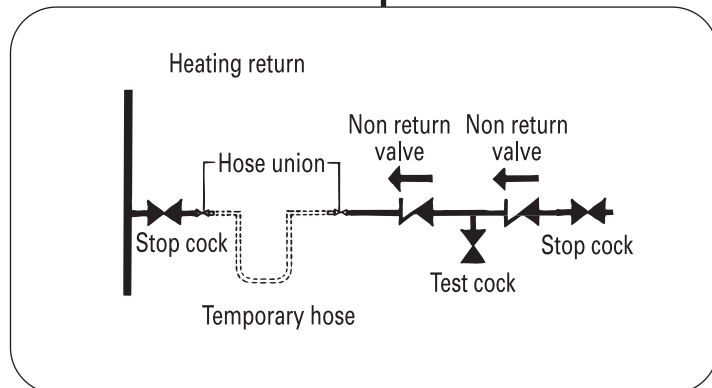 Heating return
Non return
valve
Non return
valve
Hose union
Stop cock
Stop cock
Test cock
Temporary hose